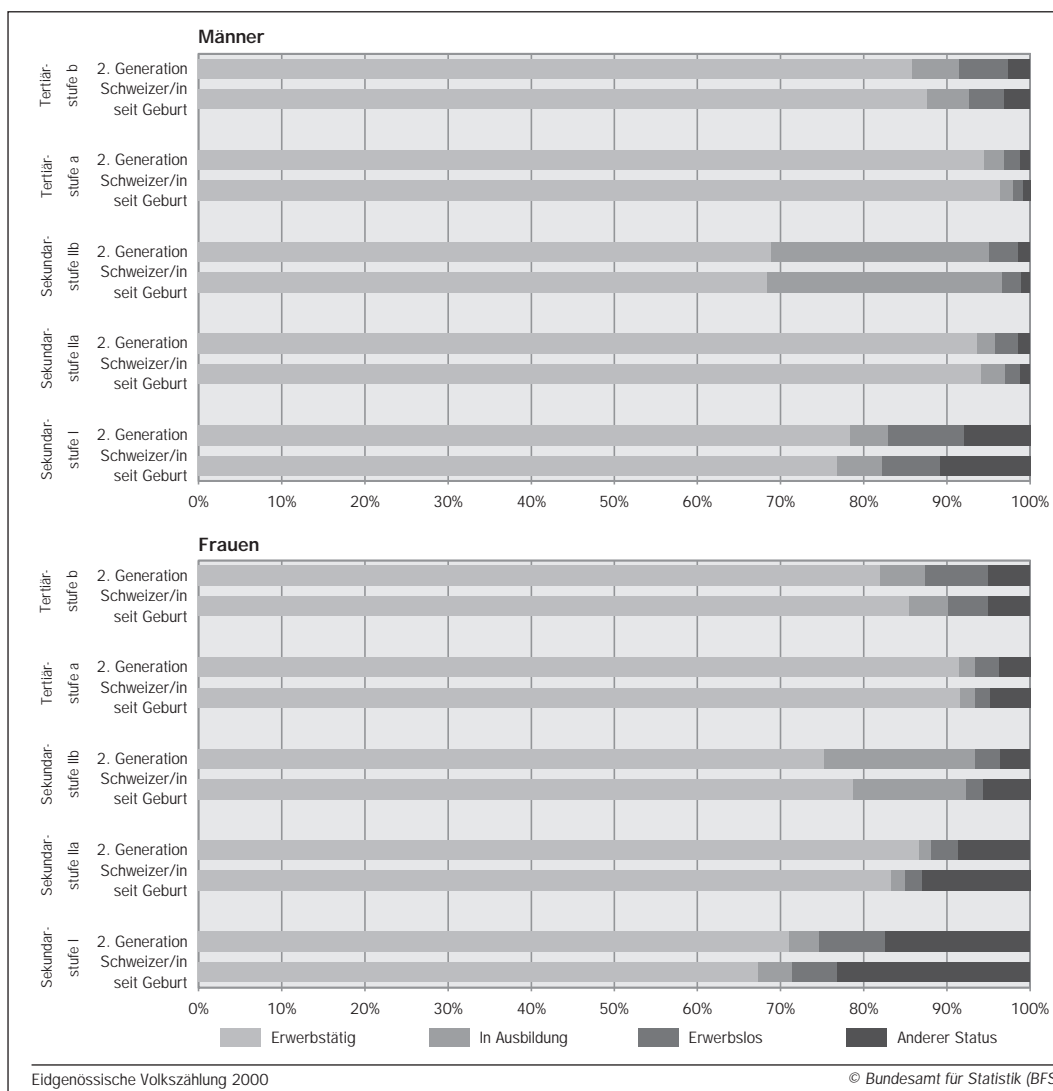 Männer
Tertiär-
stufe b
2. Generation
Schweizer/in
seit Geburt
Tertiär-
stufe a
2. Generation
Schweizer/in
seit Geburt
Sekundar-
stufe IIb
2. Generation
Schweizer/in
seit Geburt
Sekundar-
stufe IIa
2. Generation
Schweizer/in
seit Geburt
Sekundar-
stufe I
2. Generation
Schweizer/in
seit Geburt
0% 10% 20% 30% 40% 50% 60% 70% 80% 90% 100%
Frauen
Tertiär-
stufe b
2. Generation
Schweizer/in
seit Geburt
Tertiär-
stufe a
2. Generation
Schweizer/in
seit Geburt
Sekundar-
stufe IIb
2. Generation
Schweizer/in
seit Geburt
Sekundar-
stufe IIa
2. Generation
Schweizer/in
seit Geburt
Sekundar-
stufe I
2. Generation
Schweizer/in
seit Geburt
0% 10% 20% 30% 40% 50% 60% 70% 80% 90% 100%
Erwerbstätig In Ausbildung Erwerbslos Anderer Status
Eidgenössische Volkszählung 2000 © Bundesamt für Statistik (BFS